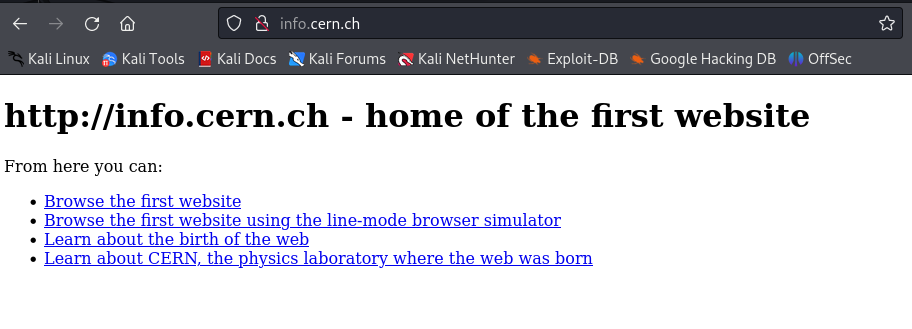 info.cern.ch
Kali Linux Kali Tools Kali Docs Kali Forums Kali NetHunter Exploit-DB Google Hacking DB OffSec
http://info.cern.ch - home of the first website
From here you can:
• Browse the first website
• Browse the first website using the line-mode browser simulator
• Learn about the birth of the web
• Learn about CERN, the physics laboratory where the web was born